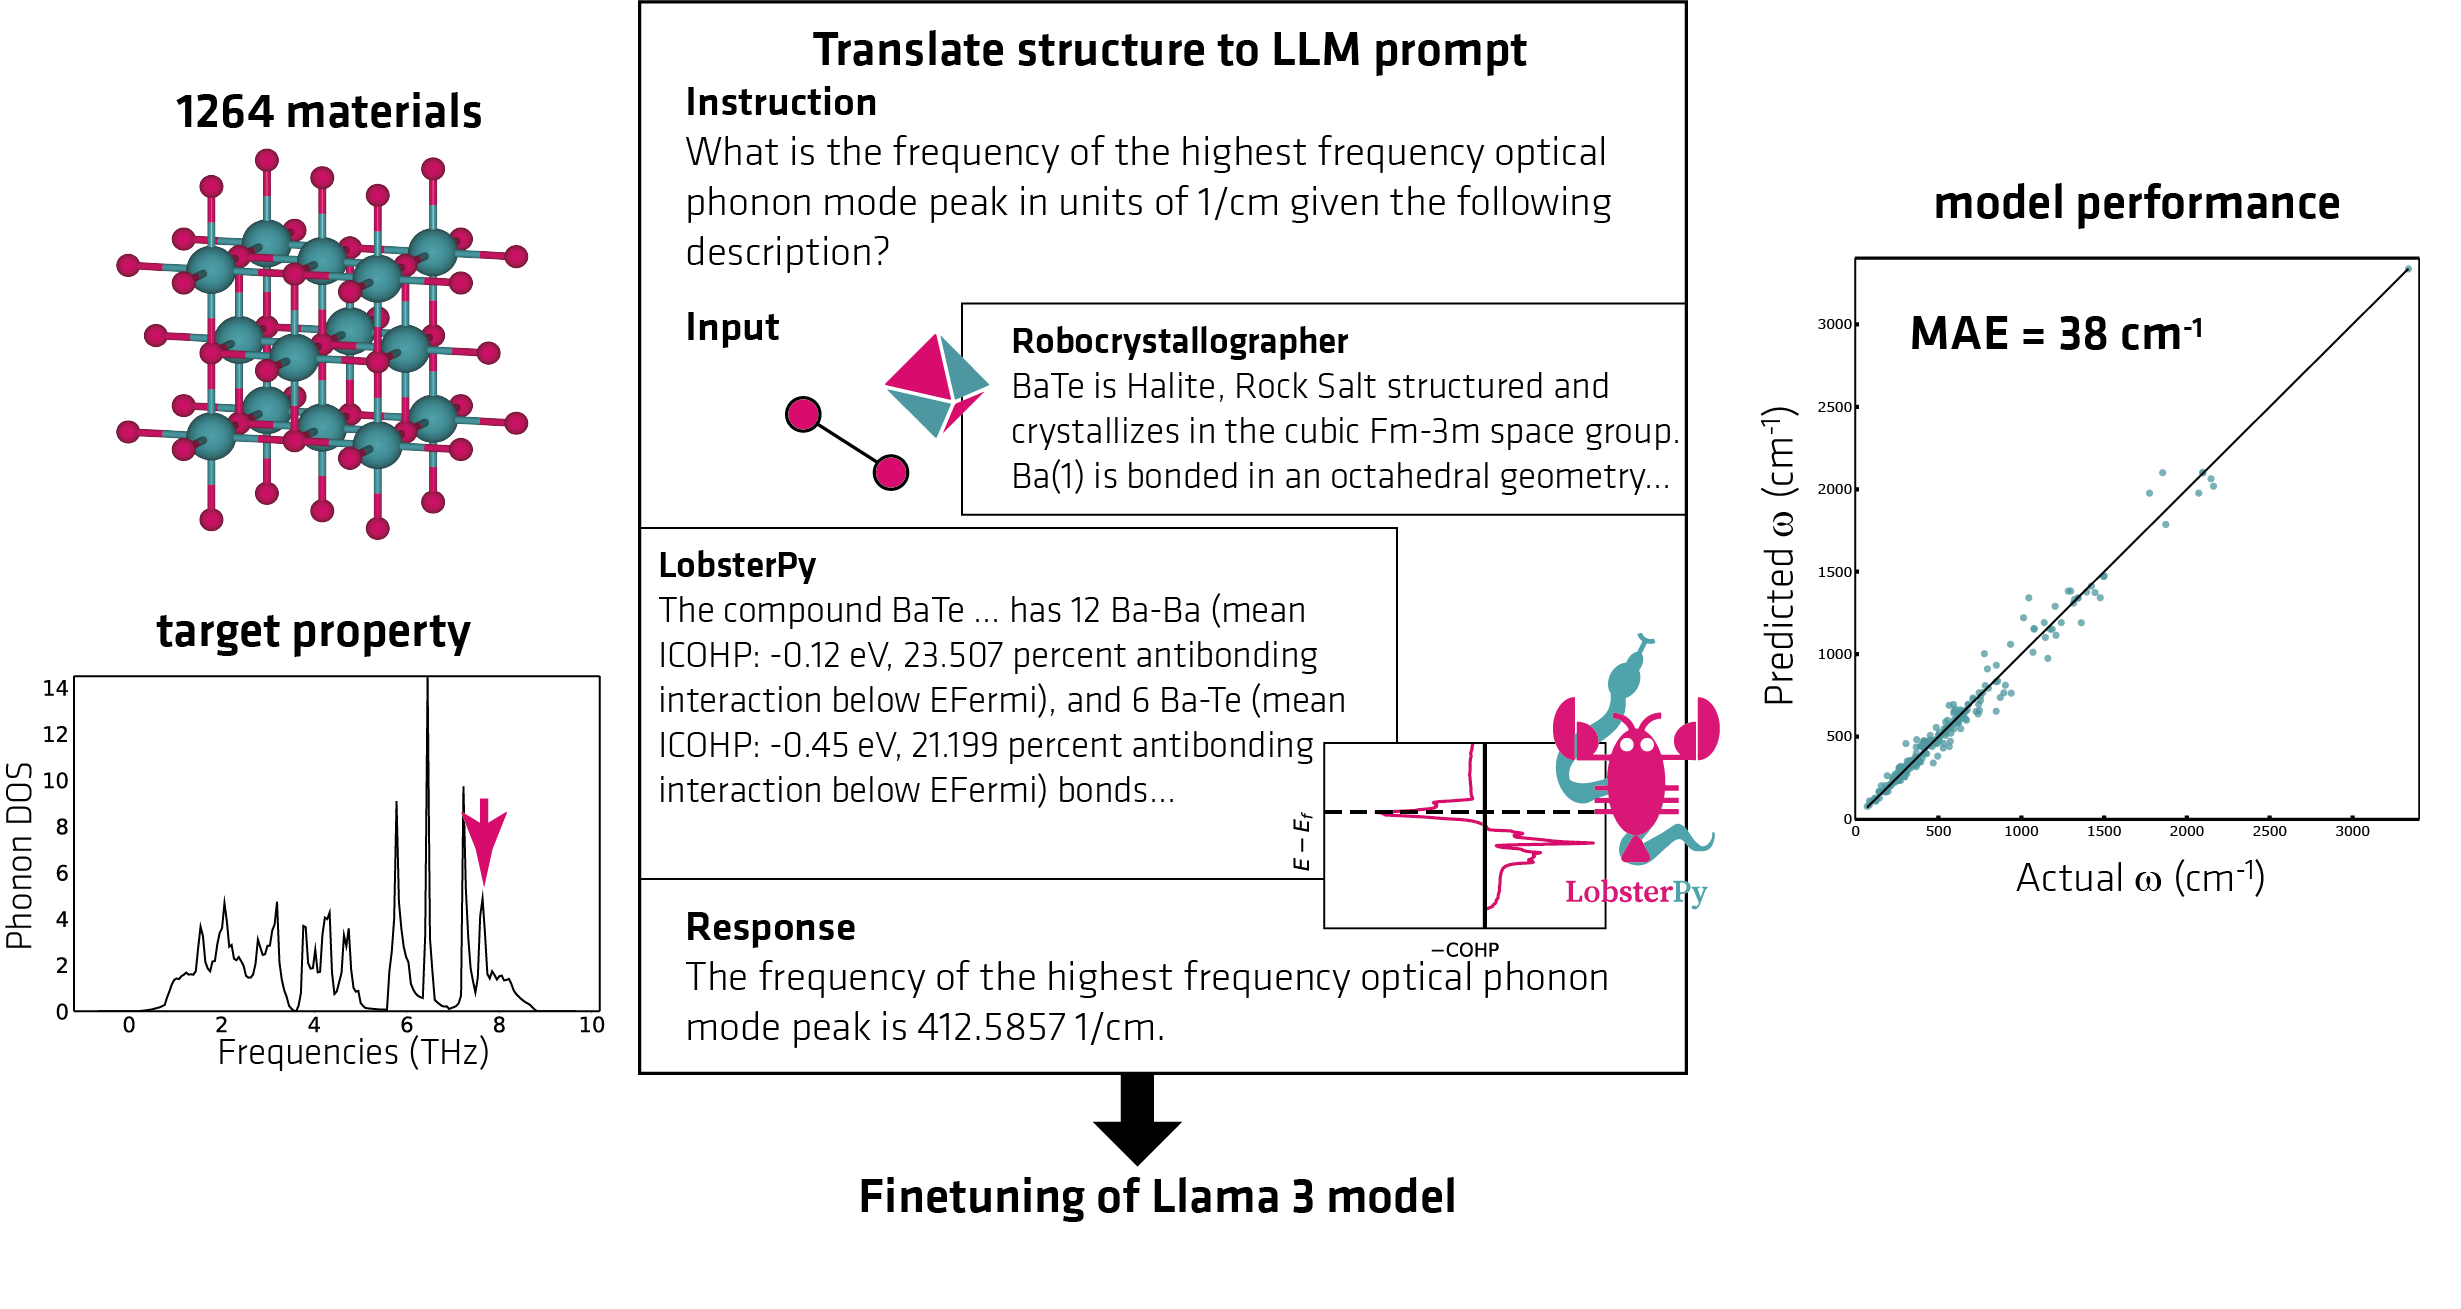 1264 materials
target property
14
12
10
8
6
4
2
0
Phonon DOS
0 2 4 6 8 10
Frequencies (THz)
Translate structure to LLM prompt
Instruction
What is the frequency of the highest frequency optical
phonon mode peak in units of 1/cm given the following
description?
Input
Robocrystallographer
BaTe is Halite, Rock Salt structured and
crystallizes in the cubic Fm-3m space group.
Ba(1) is bonded in an octahedral geometry...
LobsterPy
The compound BaTe ... has 12 Ba-Ba (mean
ICOHP: -0.12 eV, 23.507 percent antibonding
interaction below EFermi), and 6 Ba-Te (mean
ICOHP: -0.45 eV, 21.199 percent antibonding
interaction below EFermi) bonds...
E − Ef
−COHP
LobsterPy
Response
The frequency of the highest frequency optical phonon
mode peak is 412.5857 1/cm.
Finetuning of Llama 3 model
model performance
MAE = 38 cm⁻¹
3000
2500
2000
1500
1000
500
0
Predicted ω (cm⁻¹)
0 500 1000 1500 2000 2500 3000
Actual ω (cm⁻¹)